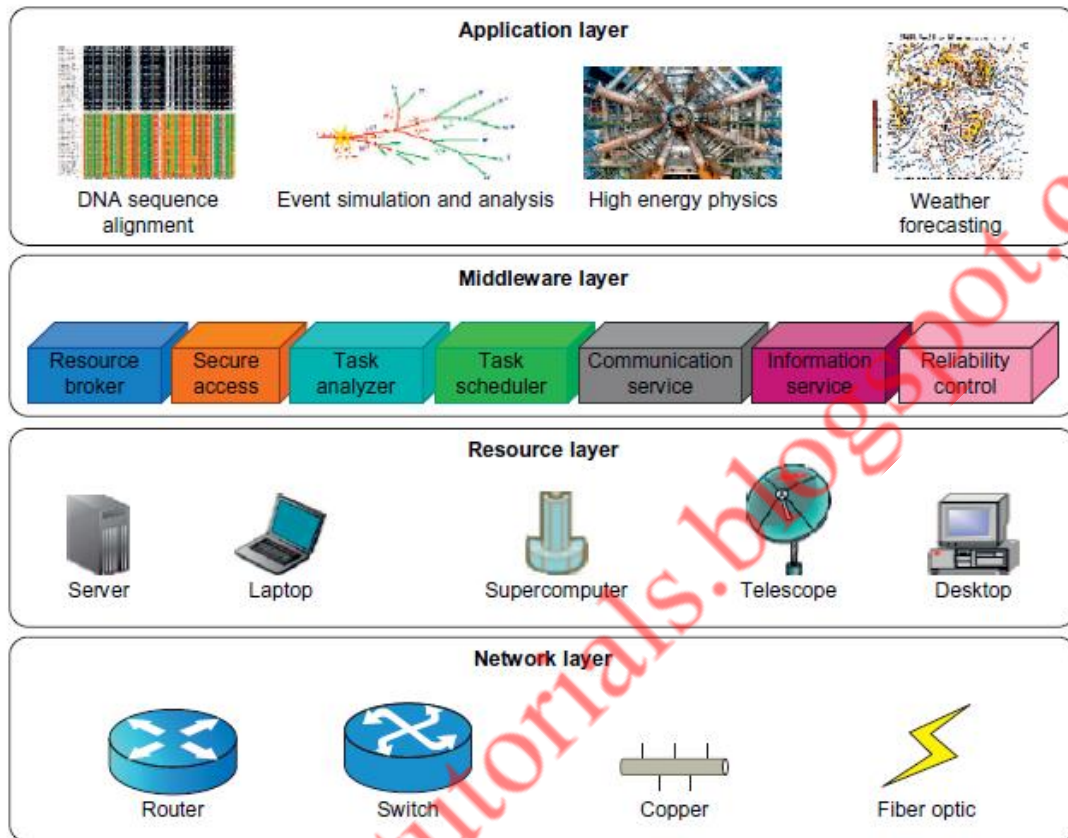 Application layer
DNA sequence
alignment
Event simulation and analysis
High energy physics
Weather
forecasting
Middleware layer
Resource
broker
Secure
access
Task
analyzer
Task
scheduler
Communication
service
Information
service
Reliability
control
Resource layer
Server
Laptop
Supercomputer
Telescope
Desktop
Network layer
Router
Switch
Copper
Fiber optic
utorials.blogspot.o